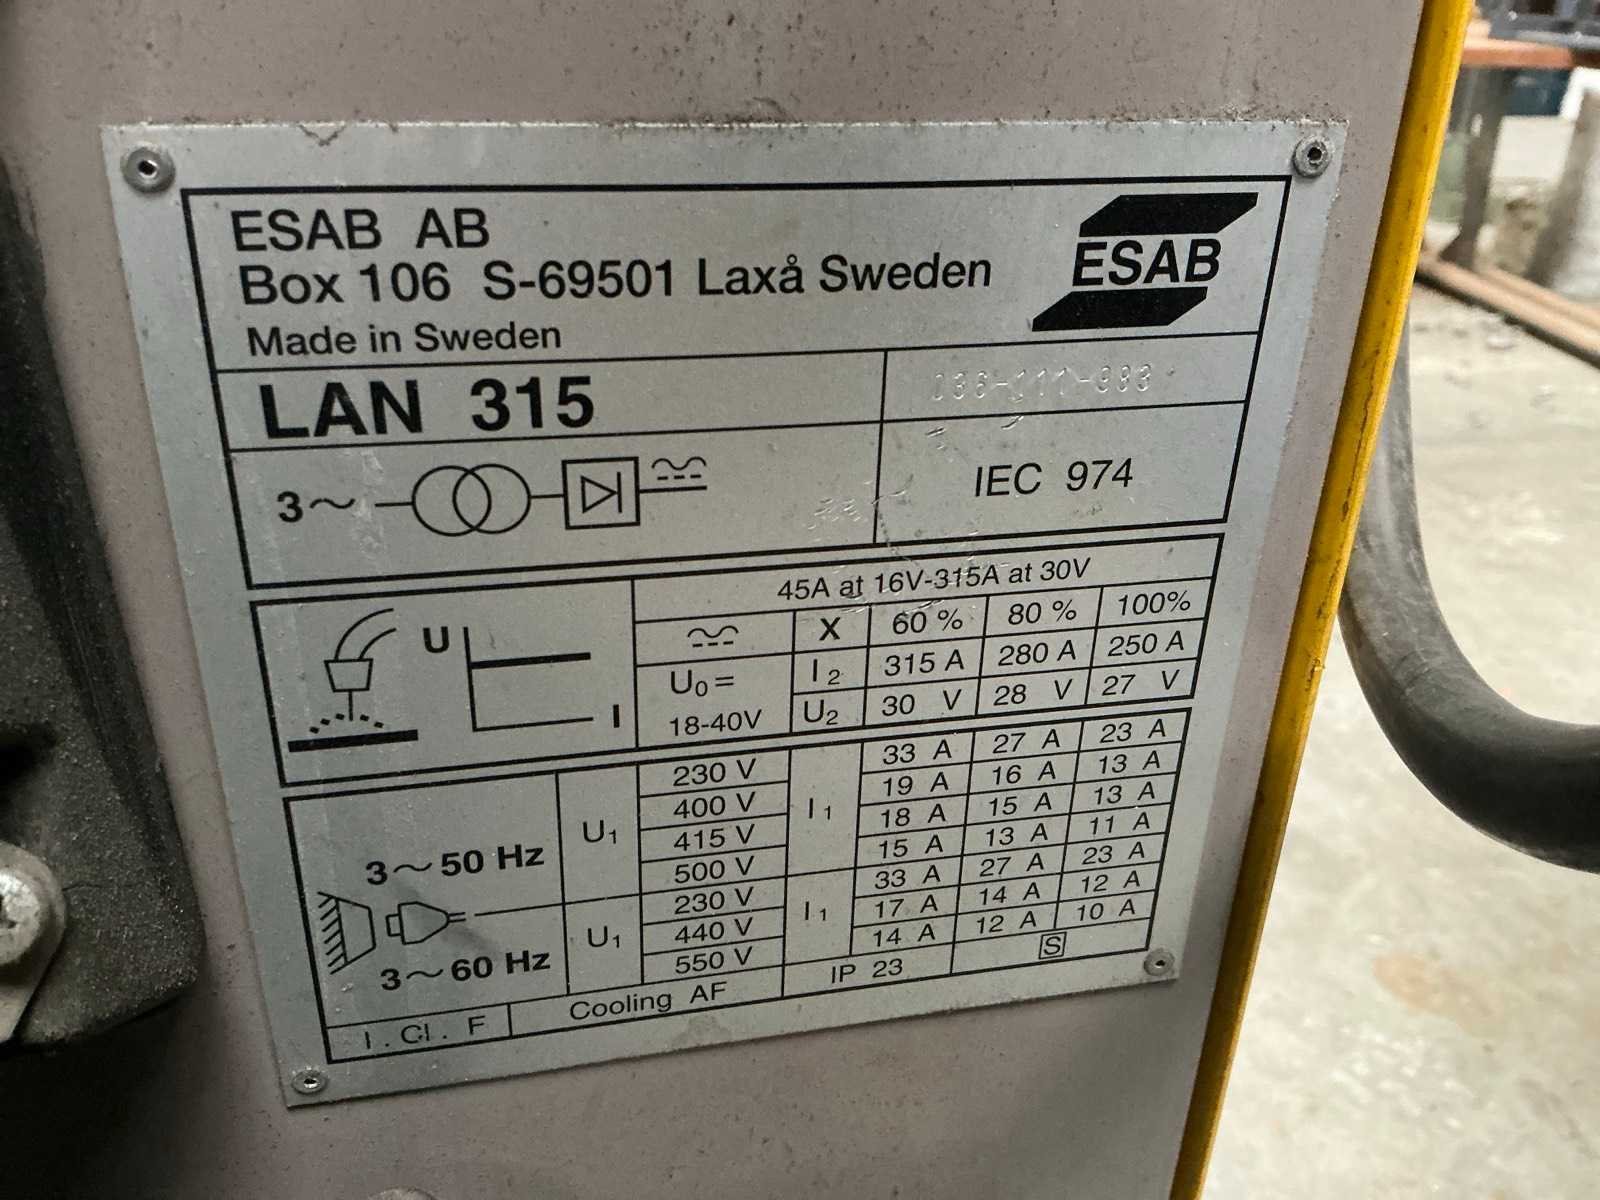 ESAB AB
Box 106 S-69501 Laxå Sweden
Made in Sweden
ESAB
LAN 315
IEC 974
3~
45A at 16V-315A at 30V
X 60 % 80 % 100%
U I
U₀=
18-40V
I₂ 315 A 280 A 250 A
U₂ 30 V 28 V 27 V
3~50 Hz
U₁ I₁
230 V 33 A 27 A 23 A
400 V 19 A 16 A 13 A
415 V 18 A 15 A 13 A
500 V 15 A 13 A 11 A
3~60 Hz
U₁ I₁
230 V 33 A 27 A 23 A
440 V 17 A 14 A 12 A
550 V 14 A 12 A 10 A
I . Cl . F Cooling AF IP 23 S